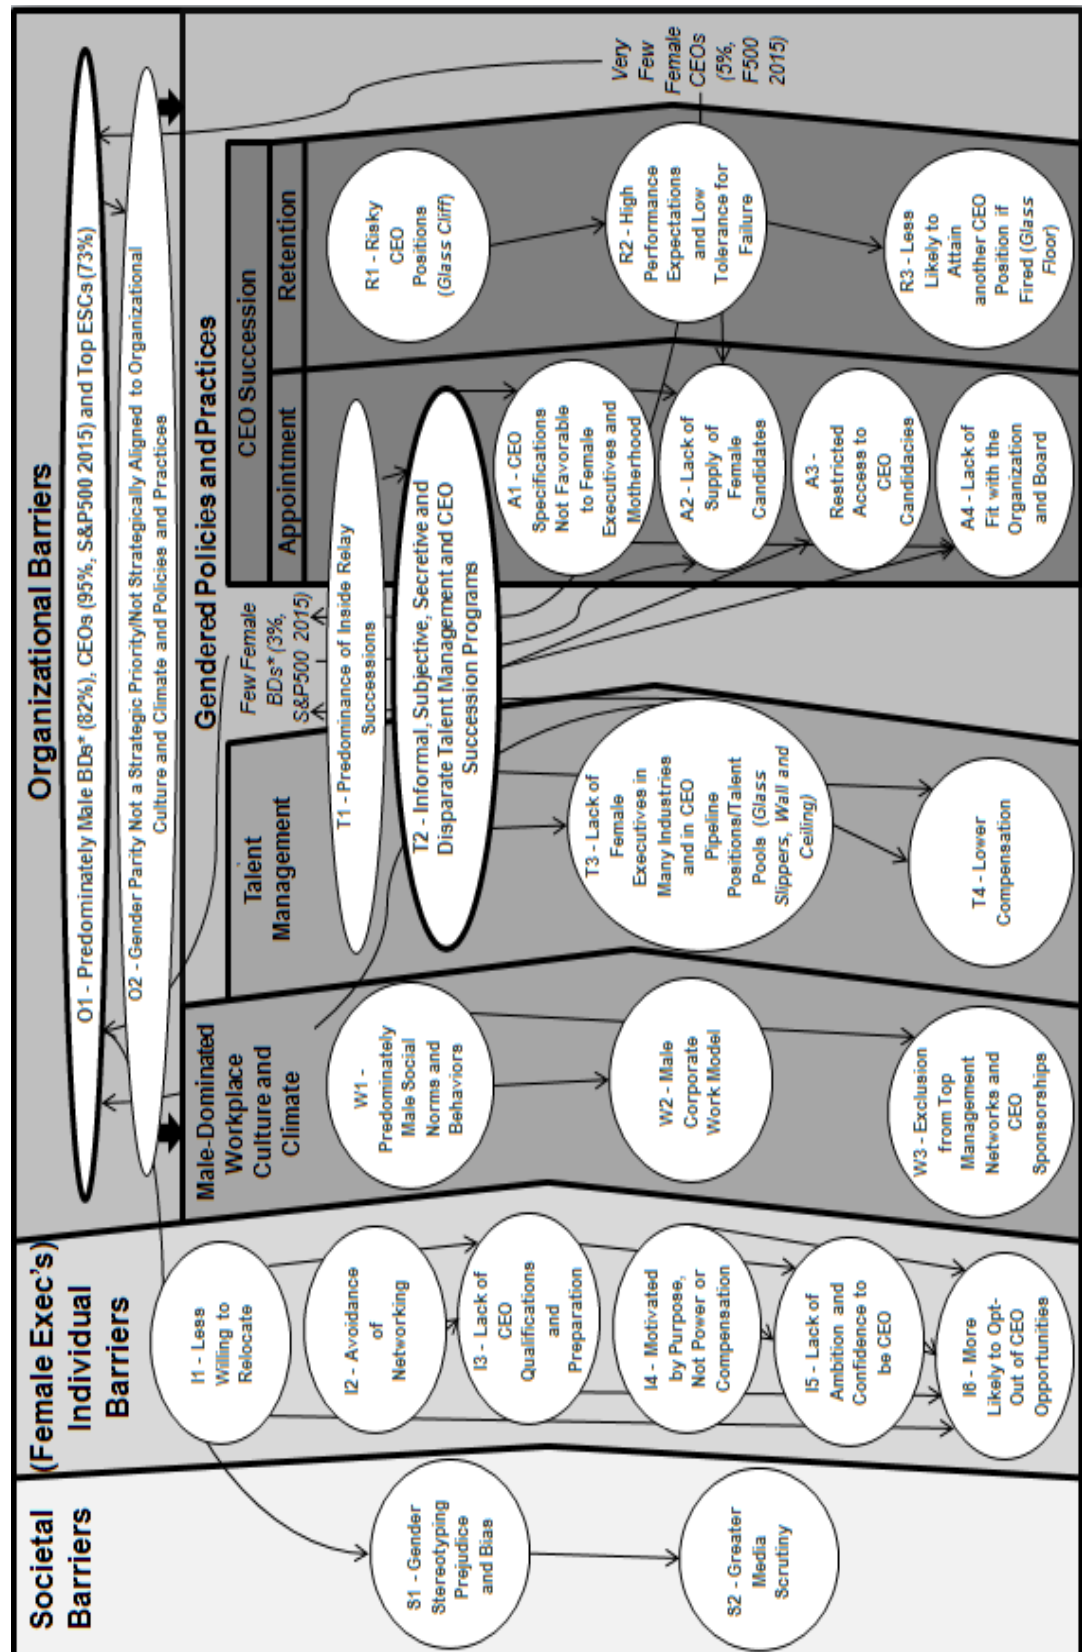 Societal
Barriers
S1 - Gender
Stereotyping
Prejudice
and Bias
S2 - Greater
Media
Scrutiny
(Female Exec's)
Individual
Barriers
I1 - Less
Willing to
Relocate
I2 - Avoidance
of
Networking
I3 - Lack of
CEO
Qualifications
and
Preparation
I4 - Motivated
by Purpose,
Not Power or
Compensation
I5 - Lack of
Ambition and
Confidence to
be CEO
I6 - More
Likely to Opt-
Out of CEO
Opportunities
Organizational Barriers
O1 - Predominately Male BDs* (82%), CEOs (95%, S&P500 2015) and Top ESCs (73%)
O2 - Gender Parity Not a Strategic Priority/Not Strategically Aligned to Organizational
Culture and Climate and Policies and Practices
Male-Dominated
Workplace
Culture and
Climate
W1 -
Predominately
Male Social
Norms and
Behaviors
W2 - Male
Corporate
Work Model
W3 - Exclusion
from Top
Management
Networks and
CEO
Sponsorships
Gendered Policies and Practices
Talent
Management
Few Female
BDs* (3%,
S&P500 2015)
T1 - Predominance of Inside Relay
Successions
T2 - Informal, Subjective, Secretive and
Disparate Talent Management and CEO
Succession Programs
T3 - Lack of
Female
Executives in
Many Industries
and in CEO
Pipeline
Positions/Talent
Pools (Glass
Slippers, Wall and
Ceiling)
T4 - Lower
Compensation
CEO Succession
Appointment
A1 - CEO
Specifications
Not Favorable
to Female
Executives and
Motherhood
A2 - Lack of
Supply of
Female
Candidates
A3 -
Restricted
Access to
CEO
Candidacies
A4 - Lack of
Fit with the
Organization
and Board
Retention
R1 - Risky
CEO
Positions
(Glass Cliff)
R2 - High
Performance
Expectations
and Low
Tolerance for
Failure
R3 - Less
Likely to
Attain
another CEO
Position if
Fired (Glass
Floor)
Very
Few
Female
CEOs
(5%,
F500
2015)